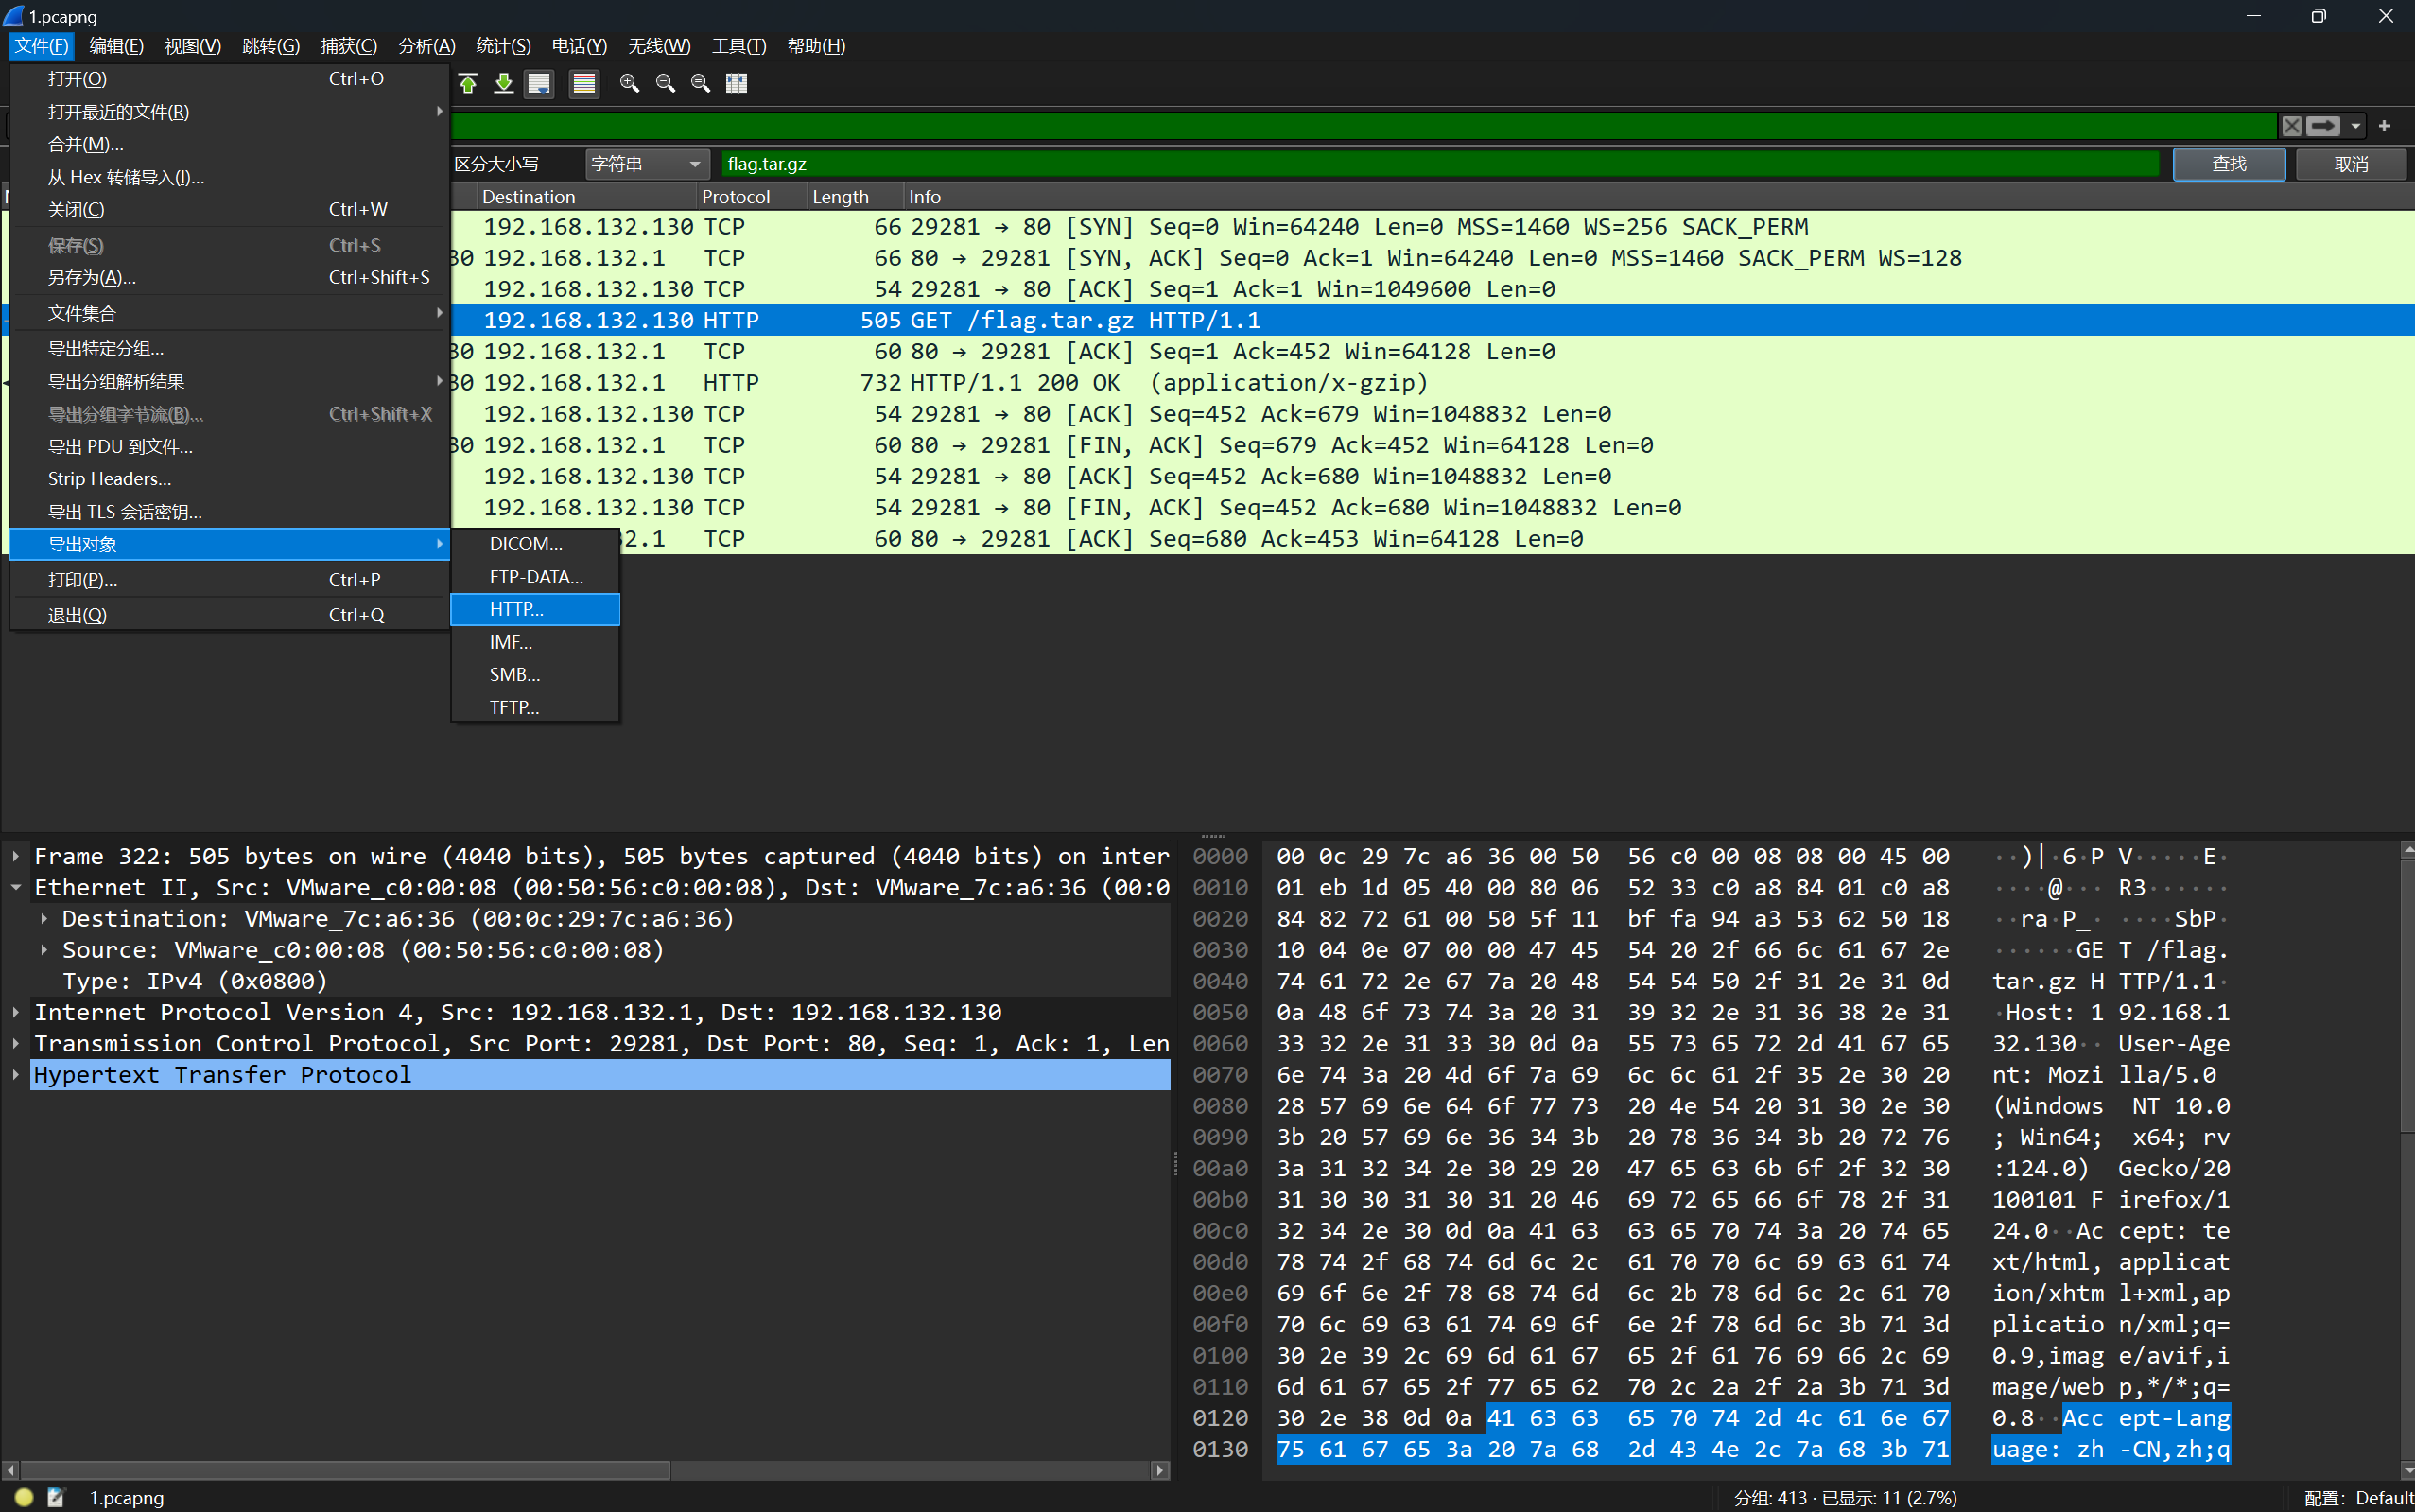 1.pcapng
文件(F) 编辑(E) 视图(V) 跳转(G) 捕获(C) 分析(A) 统计(S) 电话(Y) 无线(W) 工具(T) 帮助(H)
打开(O) Ctrl+O
打开最近的文件(R)
合并(M)...
从 Hex 转储导入(I)...
关闭(C) Ctrl+W
保存(S) Ctrl+S
另存为(A)... Ctrl+Shift+S
文件集合
导出特定分组...
导出分组解析结果
导出分组字节流(B)... Ctrl+Shift+X
导出 PDU 到文件...
Strip Headers...
导出 TLS 会话密钥...
导出对象
打印(P)... Ctrl+P
退出(Q) Ctrl+Q
DICOM...
FTP-DATA...
HTTP...
IMF...
SMB...
TFTP...
区分大小写 字符串 flag.tar.gz 查找 取消
Destination Protocol Length Info
192.168.132.130 TCP 66 29281 → 80 [SYN] Seq=0 Win=64240 Len=0 MSS=1460 WS=256 SACK_PERM
30 192.168.132.1 TCP 66 80 → 29281 [SYN, ACK] Seq=0 Ack=1 Win=64240 Len=0 MSS=1460 SACK_PERM WS=128
192.168.132.130 TCP 54 29281 → 80 [ACK] Seq=1 Ack=1 Win=1049600 Len=0
192.168.132.130 HTTP 505 GET /flag.tar.gz HTTP/1.1
30 192.168.132.1 TCP 60 80 → 29281 [ACK] Seq=1 Ack=452 Win=64128 Len=0
30 192.168.132.1 HTTP 732 HTTP/1.1 200 OK (application/x-gzip)
192.168.132.130 TCP 54 29281 → 80 [ACK] Seq=452 Ack=679 Win=1048832 Len=0
30 192.168.132.1 TCP 60 80 → 29281 [FIN, ACK] Seq=679 Ack=452 Win=64128 Len=0
192.168.132.130 TCP 54 29281 → 80 [ACK] Seq=452 Ack=680 Win=1048832 Len=0
192.168.132.130 TCP 54 29281 → 80 [FIN, ACK] Seq=452 Ack=680 Win=1048832 Len=0
2.1 TCP 60 80 → 29281 [ACK] Seq=680 Ack=453 Win=64128 Len=0
Frame 322: 505 bytes on wire (4040 bits), 505 bytes captured (4040 bits) on inter
Ethernet II, Src: VMware_c0:00:08 (00:50:56:c0:00:08), Dst: VMware_7c:a6:36 (00:0
Destination: VMware_7c:a6:36 (00:0c:29:7c:a6:36)
Source: VMware_c0:00:08 (00:50:56:c0:00:08)
Type: IPv4 (0x0800)
Internet Protocol Version 4, Src: 192.168.132.1, Dst: 192.168.132.130
Transmission Control Protocol, Src Port: 29281, Dst Port: 80, Seq: 1, Ack: 1, Len
Hypertext Transfer Protocol
0000 00 0c 29 7c a6 36 00 50 56 c0 00 08 08 00 45 00 ··)|·6·P V·····E·
0010 01 eb 1d 05 40 00 80 06 52 33 c0 a8 84 01 c0 a8 ····@··· R3······
0020 84 82 72 61 00 50 5f 11 bf fa 94 a3 53 62 50 18 ··ra·P_· ····SbP·
0030 10 04 0e 07 00 00 47 45 54 20 2f 66 6c 61 67 2e ······GE T /flag.
0040 74 61 72 2e 67 7a 20 48 54 54 50 2f 31 2e 31 0d tar.gz H TTP/1.1·
0050 0a 48 6f 73 74 3a 20 31 39 32 2e 31 36 38 2e 31 ·Host: 1 92.168.1
0060 33 32 2e 31 33 30 0d 0a 55 73 65 72 2d 41 67 65 32.130·· User-Age
0070 6e 74 3a 20 4d 6f 7a 69 6c 6c 61 2f 35 2e 30 20 nt: Mozi lla/5.0
0080 28 57 69 6e 64 6f 77 73 20 4e 54 20 31 30 2e 30 (Windows NT 10.0
0090 3b 20 57 69 6e 36 34 3b 20 78 36 34 3b 20 72 76 ; Win64; x64; rv
00a0 3a 31 32 34 2e 30 29 20 47 65 63 6b 6f 2f 32 30 :124.0) Gecko/20
00b0 31 30 30 31 30 31 20 46 69 72 65 66 6f 78 2f 31 100101 F irefox/1
00c0 32 34 2e 30 0d 0a 41 63 63 65 70 74 3a 20 74 65 24.0··Ac cept: te
00d0 78 74 2f 68 74 6d 6c 2c 61 70 70 6c 69 63 61 74 xt/html, applicat
00e0 69 6f 6e 2f 78 68 74 6d 6c 2b 78 6d 6c 2c 61 70 ion/xhtm l+xml,ap
00f0 70 6c 69 63 61 74 69 6f 6e 2f 78 6d 6c 3b 71 3d plicatio n/xml;q=
0100 30 2e 39 2c 69 6d 61 67 65 2f 61 76 69 66 2c 69 0.9,imag e/avif,i
0110 6d 61 67 65 2f 77 65 62 70 2c 2a 2f 2a 3b 71 3d mage/web p,*/*;q=
0120 30 2e 38 0d 0a 41 63 63 65 70 74 2d 4c 61 6e 67 0.8··Acc ept-Lang
0130 75 61 67 65 3a 20 7a 68 2d 43 4e 2c 7a 68 3b 71 uage: zh -CN,zh;q
1.pcapng 分组: 413 · 已显示: 11 (2.7%) 配置: Default